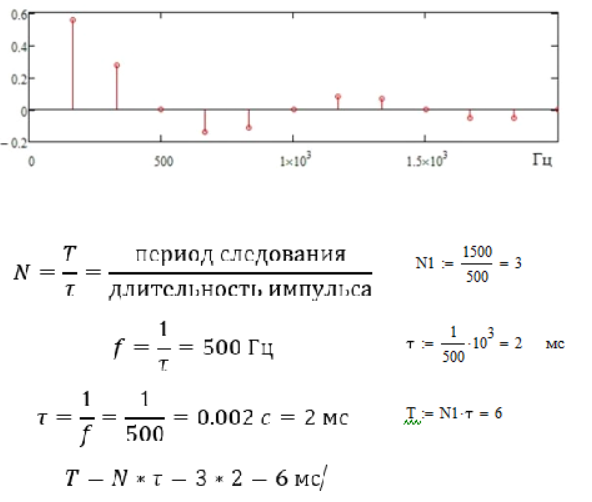 0.6
0.4
0.2
0
− 0.2
0 500 1×10³ 1.5×10³ Гц
N = T/τ = период следования/длительность импульса
N1 := 1500/500 = 3
f = 1/τ = 500 Гц
τ := 1/500 ·10³ = 2 мс
τ = 1/f = 1/500 = 0.002 с = 2 мс
T := N1·τ = 6
T − N * τ − 3 * 2 − 6 мс/